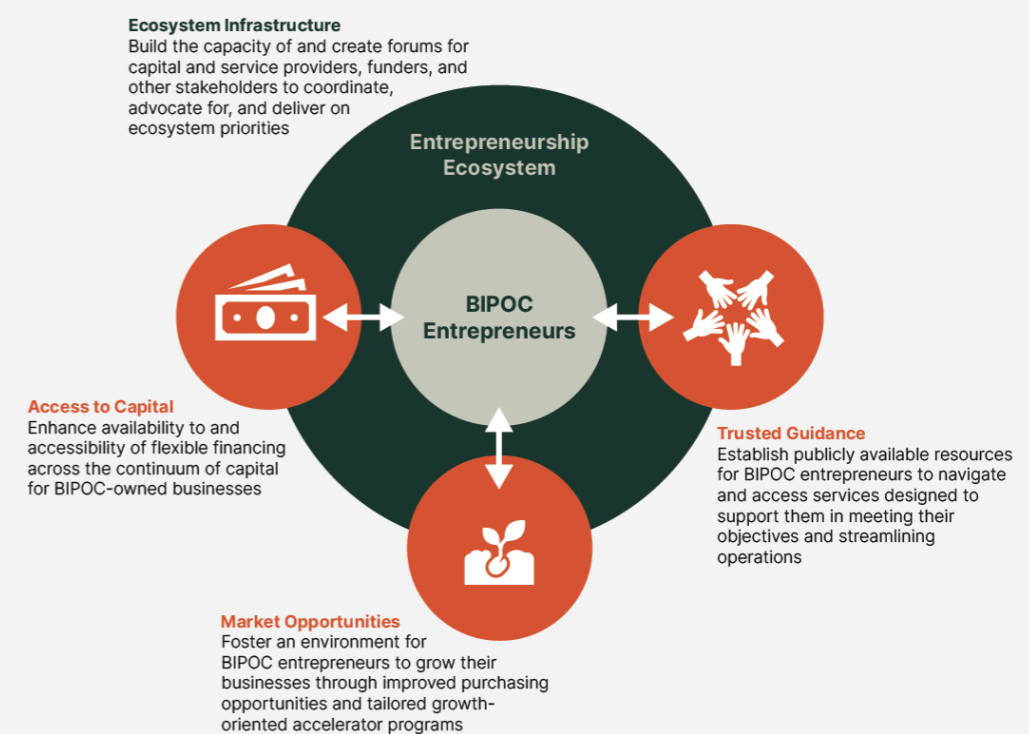 Ecosystem Infrastructure
Build the capacity of and create forums for
capital and service providers, funders, and
other stakeholders to coordinate,
advocate for, and deliver on
ecosystem priorities
Entrepreneurship
Ecosystem
BIPOC
Entrepreneurs
Access to Capital
Enhance availability to and
accessibility of flexible financing
across the continuum of capital
for BIPOC-owned businesses
Trusted Guidance
Establish publicly available resources
for BIPOC entrepreneurs to navigate
and access services designed to
support them in meeting their
objectives and streamlining
operations
Market Opportunities
Foster an environment for
BIPOC entrepreneurs to grow their
businesses through improved purchasing
opportunities and tailored growth-
oriented accelerator programs